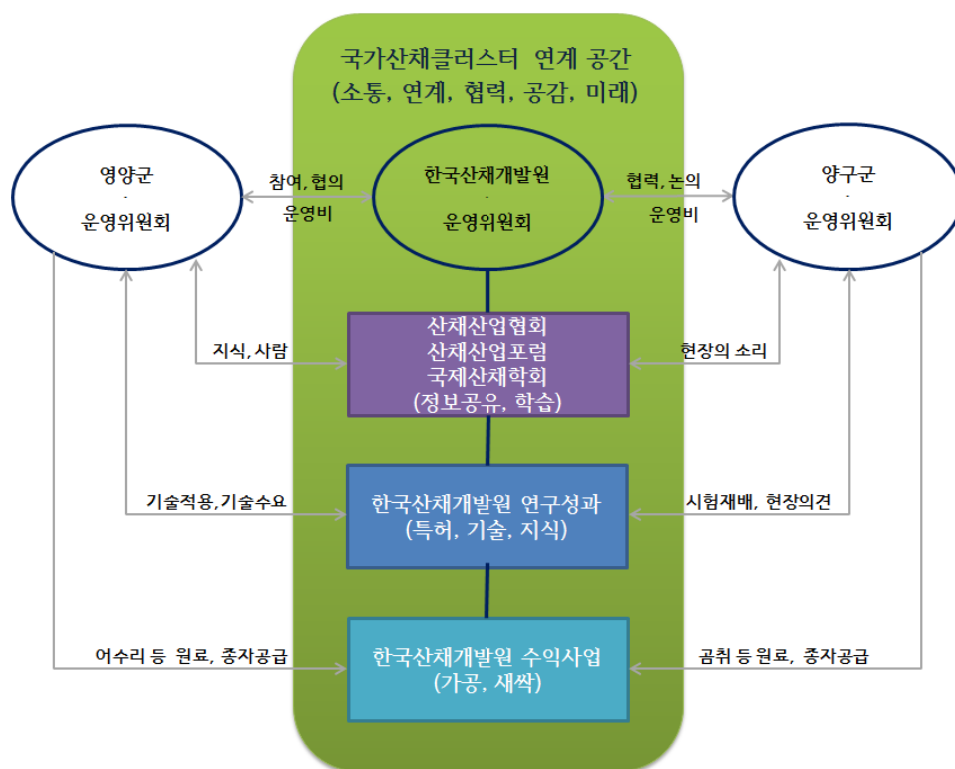 국가산채클러스터 연계 공간
(소통, 연계, 협력, 공감, 미래)
영양군
·
운영위원회
참여, 협의
운영비
한국산채개발원
·
운영위원회
협력, 논의
운영비
양구군
·
운영위원회
지식, 사람
산채산업협회
산채산업포럼
국제산채학회
(정보공유, 학습)
현장의 소리
기술적용, 기술수요
한국산채개발원 연구성과
(특허, 기술, 지식)
시험재배, 현장의견
어수리 등 원료, 종자공급
한국산채개발원 수익사업
(가공, 새싹)
곰취 등 원료, 종자공급